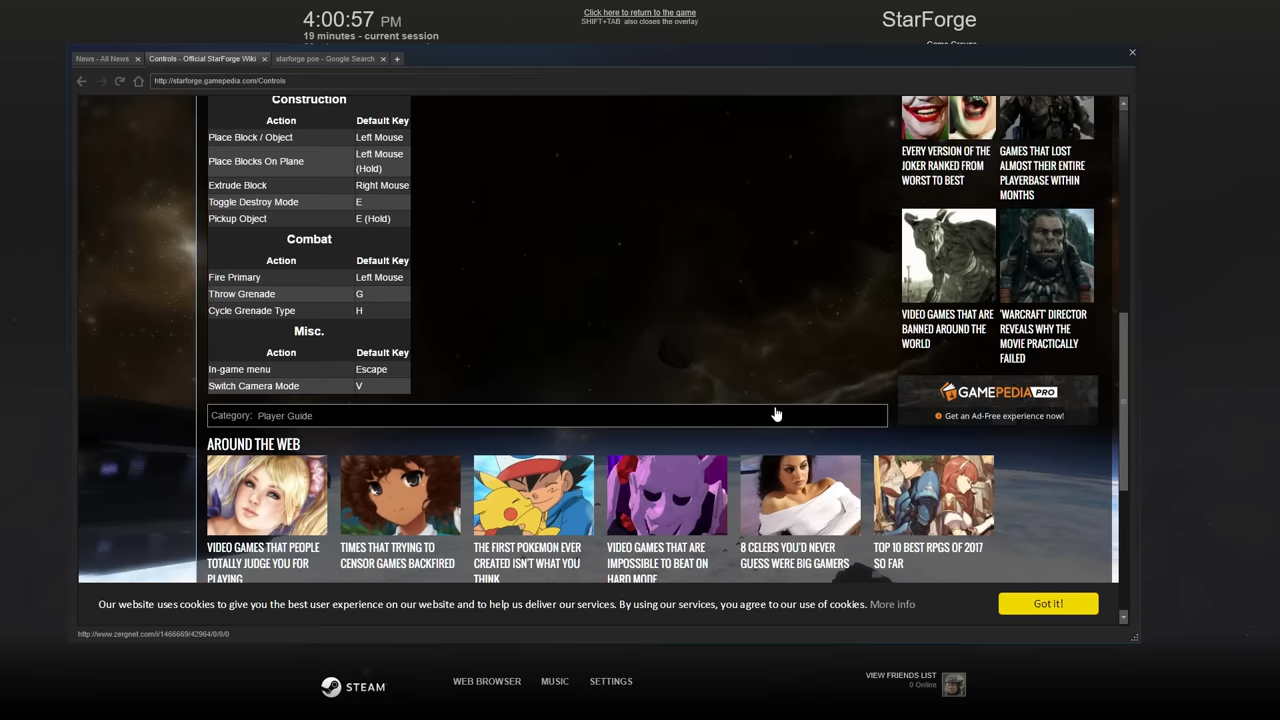 4:00:57 PM
19 minutes - current session
Click here to return to the game
SHIFT+TAB also closes the overlay
StarForge
News - All News
Controls - Official StarForge Wiki
starforge poe - Google Search
http://starforge.gamepedia.com/Controls
Construction
Action Default Key
Place Block / Object Left Mouse
Place Blocks On Plane Left Mouse
(Hold)
Extrude Block Right Mouse
Toggle Destroy Mode E
Pickup Object E (Hold)
Combat
Action Default Key
Fire Primary Left Mouse
Throw Grenade G
Cycle Grenade Type H
Misc.
Action Default Key
In-game menu Escape
Switch Camera Mode V
Category: Player Guide
EVERY VERSION OF THE
JOKER RANKED FROM
WORST TO BEST
GAMES THAT LOST
ALMOST THEIR ENTIRE
PLAYERBASE WITHIN
MONTHS
VIDEO GAMES THAT ARE
BANNED AROUND THE
WORLD
'WARCRAFT' DIRECTOR
REVEALS WHY THE
MOVIE PRACTICALLY
FAILED
GAMEPEDIA PRO
Get an Ad-Free experience now!
AROUND THE WEB
VIDEO GAMES THAT PEOPLE
TOTALLY JUDGE YOU FOR
PLAYING
TIMES THAT TRYING TO
CENSOR GAMES BACKFIRED
THE FIRST POKEMON EVER
CREATED ISN'T WHAT YOU
THINK
VIDEO GAMES THAT ARE
IMPOSSIBLE TO BEAT ON
HARD MODE
8 CELEBS YOU'D NEVER
GUESS WERE BIG GAMERS
TOP 10 BEST RPGS OF 2017
SO FAR
Our website uses cookies to give you the best user experience on our website and to help us deliver our services. By using our services, you agree to our use of cookies. More info
Got it!
http://www.zergnet.com/i/1466669/42964/0/0/0
STEAM
WEB BROWSER
MUSIC
SETTINGS
VIEW FRIENDS LIST
0 Online